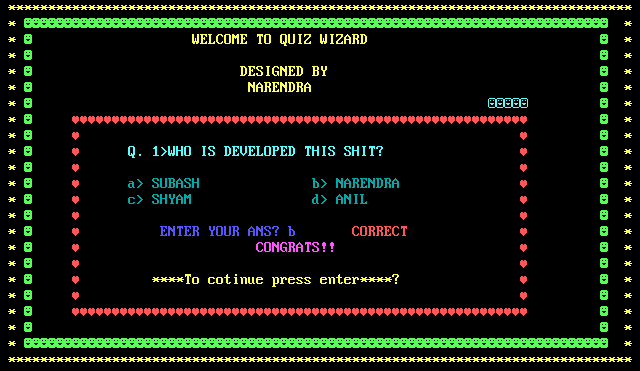 WELCOME TO QUIZ WIZARD
DESIGNED BY
NARENDRA
Q. 1>WHO IS DEVELOPED THIS SHIT?
a> SUBASH b> NARENDRA
c> SHYAM d> ANIL
ENTER YOUR ANS? b CORRECT
CONGRATS!!
****To cotinue press enter****?